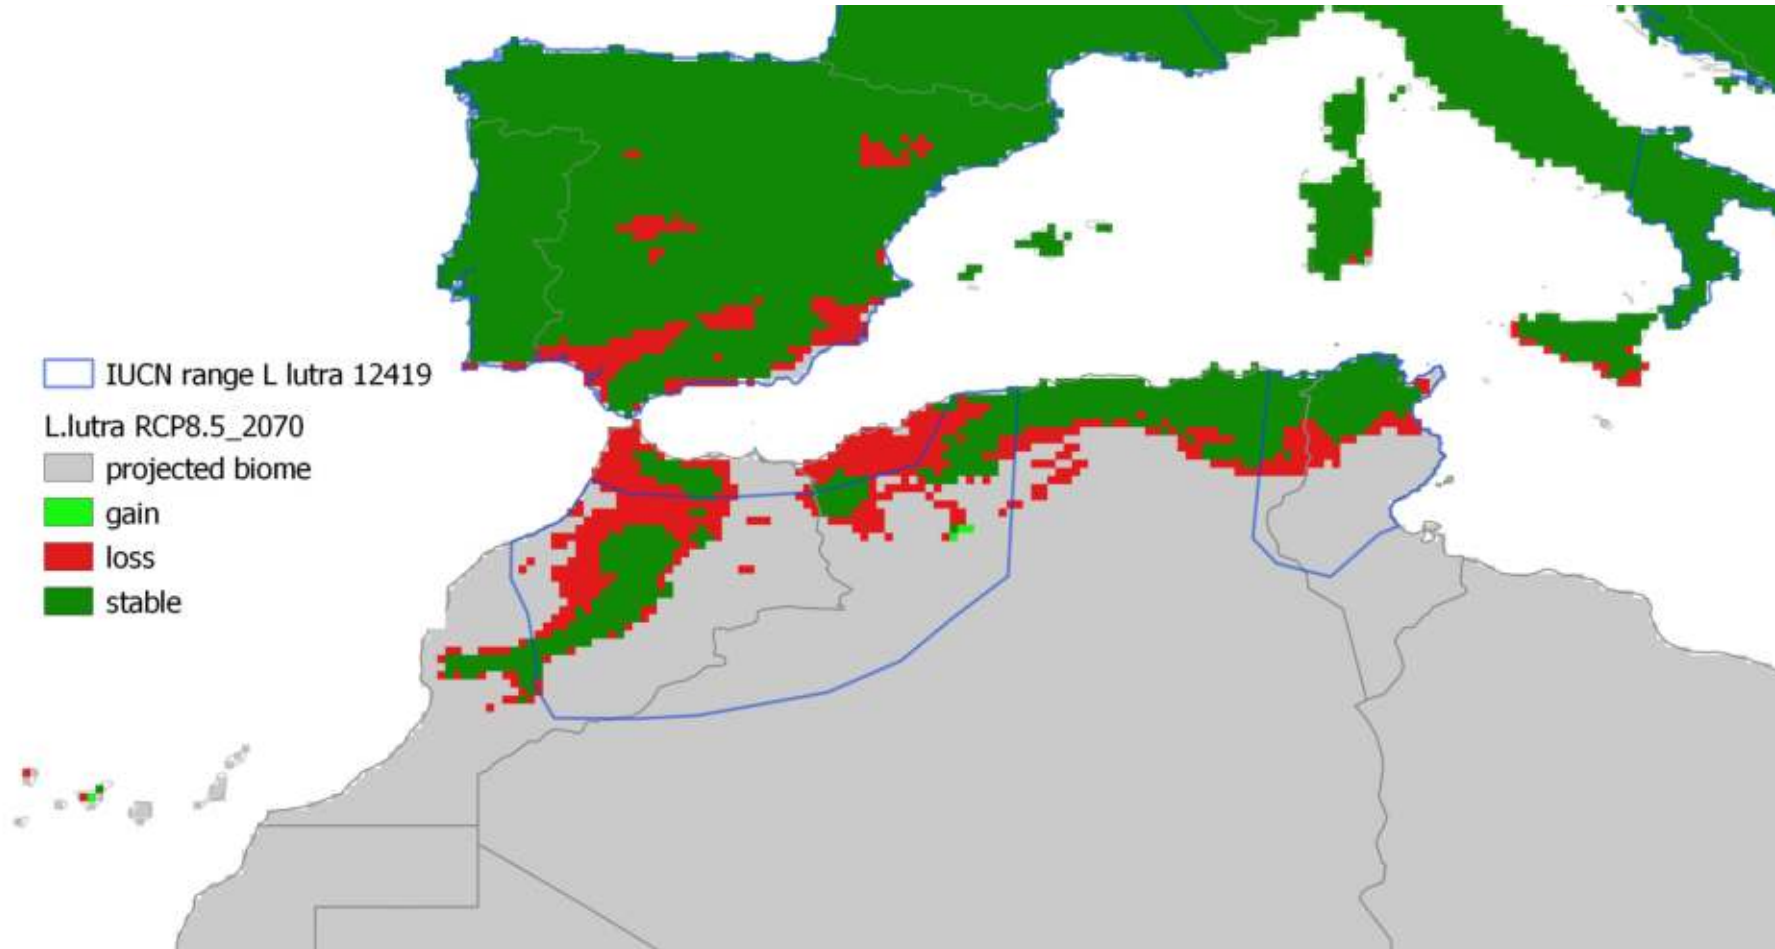 IUCN range L lutra 12419
L.lutra RCP8.5_2070
projected biome
gain
loss
stable